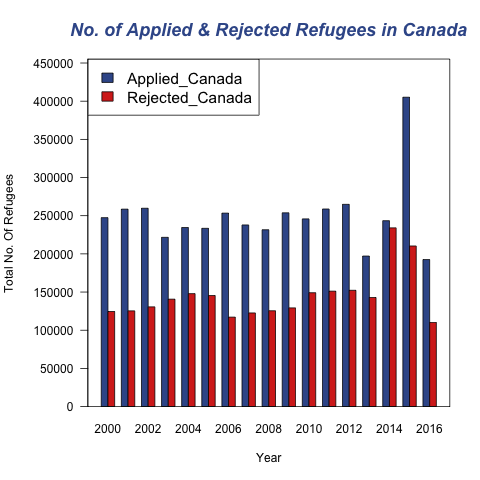 No. of Applied & Rejected Refugees in Canada
450000
400000
350000
300000
250000
200000
150000
100000
50000
0
Applied_Canada
Rejected_Canada
Total No. Of Refugees
2000 2002 2004 2006 2008 2010 2012 2014 2016
Year